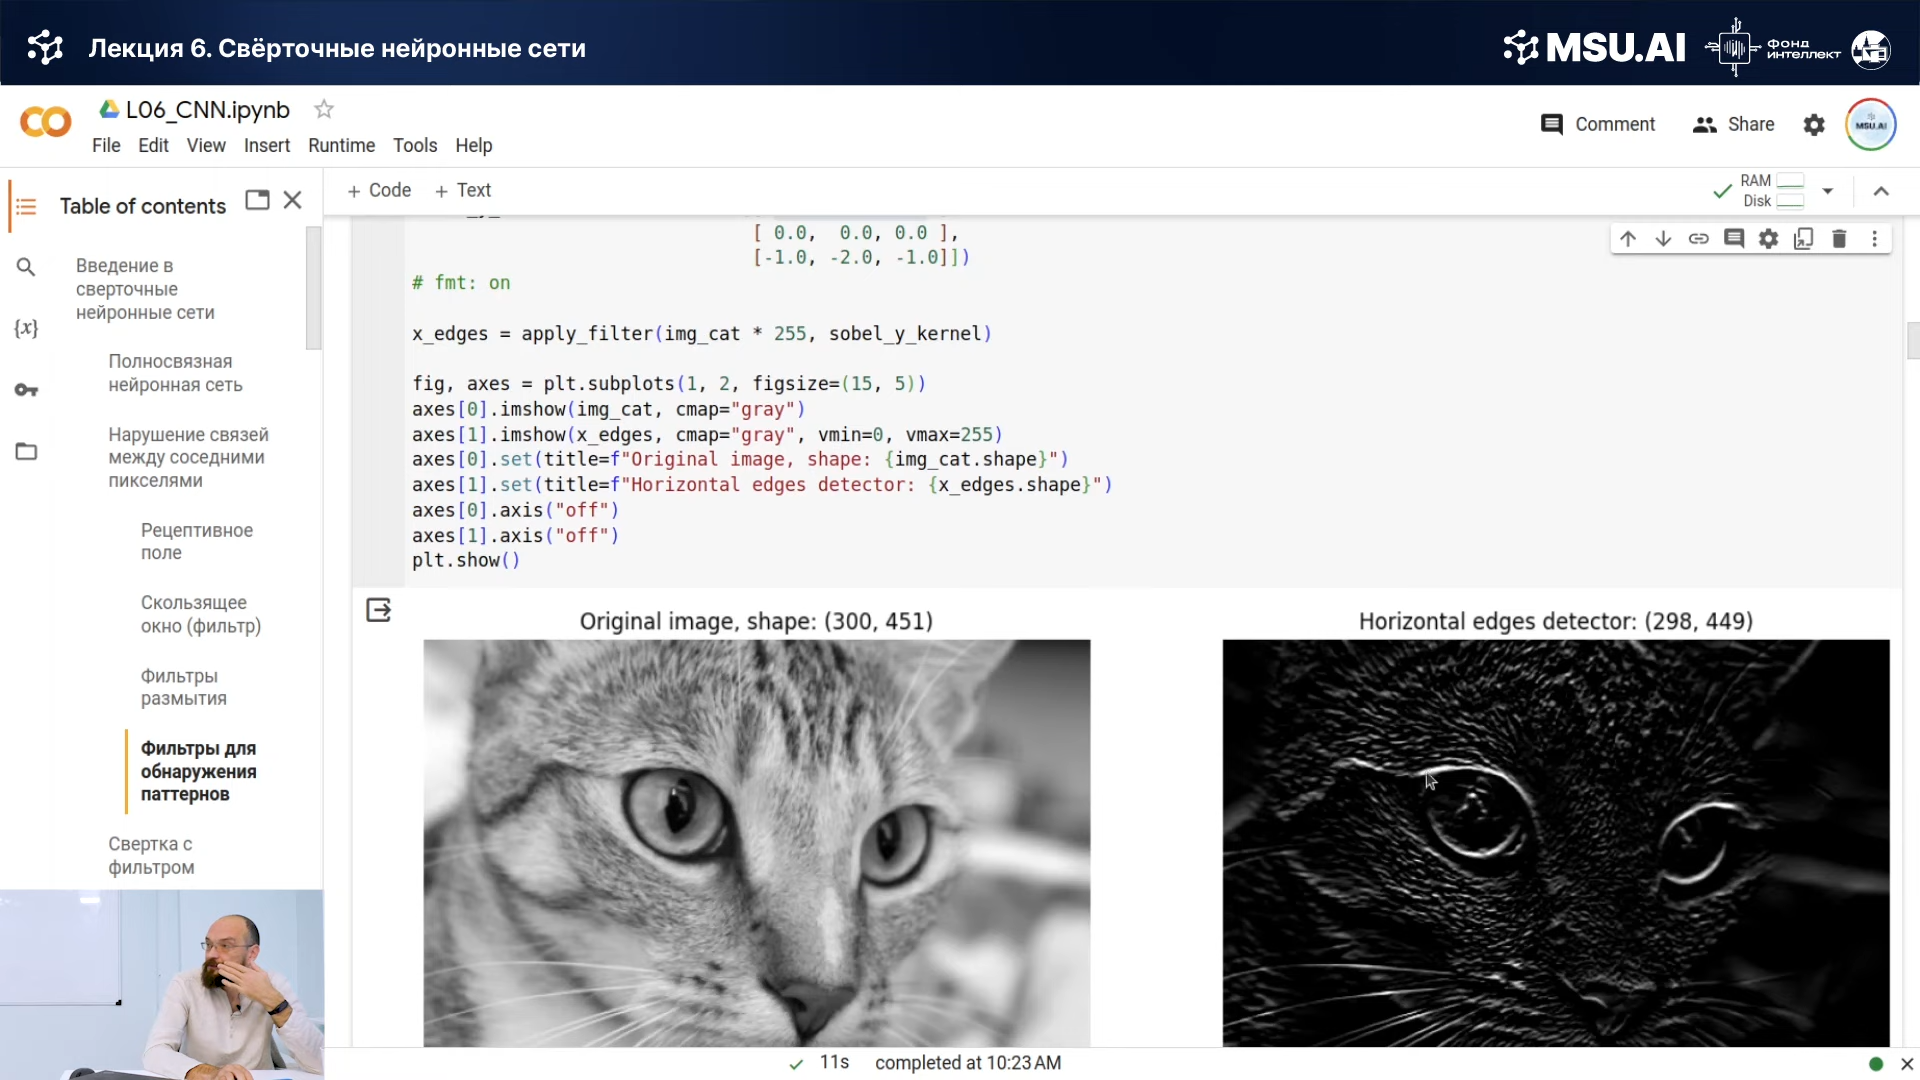 Лекция 6. Свёрточные нейронные сети
MSU.AI
ФОНД
ИНТЕЛЛЕКТ
L06_CNN.ipynb
File Edit View Insert Runtime Tools Help
Comment
Share
MSU.AI
Table of contents
+ Code + Text
RAM
Disk
{x}
Введение в
сверточные
нейронные сети
Полносвязная
нейронная сеть
Нарушение связей
между соседними
пикселями
Рецептивное
поле
Скользящее
окно (фильтр)
Фильтры
размытия
Фильтры для
обнаружения
паттернов
Свертка с
фильтром
[ 0.0, 0.0, 0.0 ],
[-1.0, -2.0, -1.0]])
# fmt: on
x_edges = apply_filter(img_cat * 255, sobel_y_kernel)
fig, axes = plt.subplots(1, 2, figsize=(15, 5))
axes[0].imshow(img_cat, cmap="gray")
axes[1].imshow(x_edges, cmap="gray", vmin=0, vmax=255)
axes[0].set(title=f"Original image, shape: {img_cat.shape}")
axes[1].set(title=f"Horizontal edges detector: {x_edges.shape}")
axes[0].axis("off")
axes[1].axis("off")
plt.show()
Original image, shape: (300, 451)
Horizontal edges detector: (298, 449)
11s completed at 10:23 AM